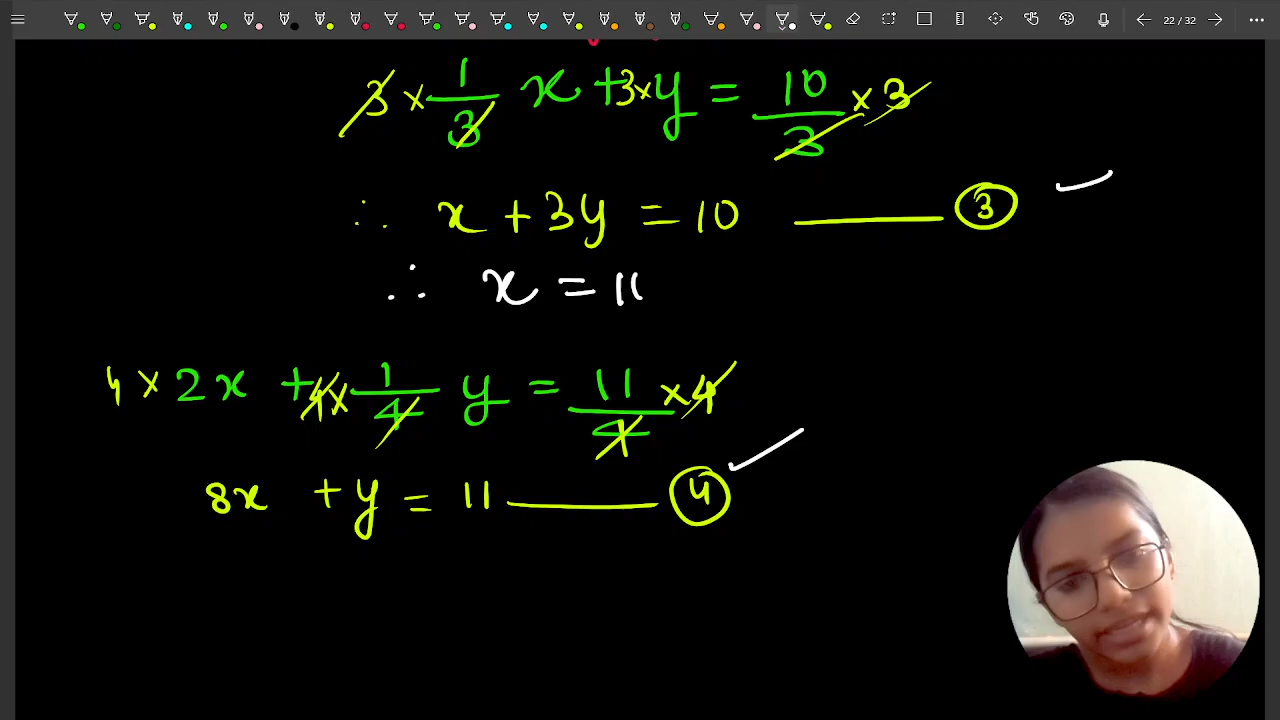 22/32
3 × 1/3 x + 3 × y = 10/3 × 3
∴ x + 3y = 10 ——— ③
∴ x = 11
4 × 2x + 4 × 1/4 y = 11/4 × 4
8x + y = 11 ——— ④